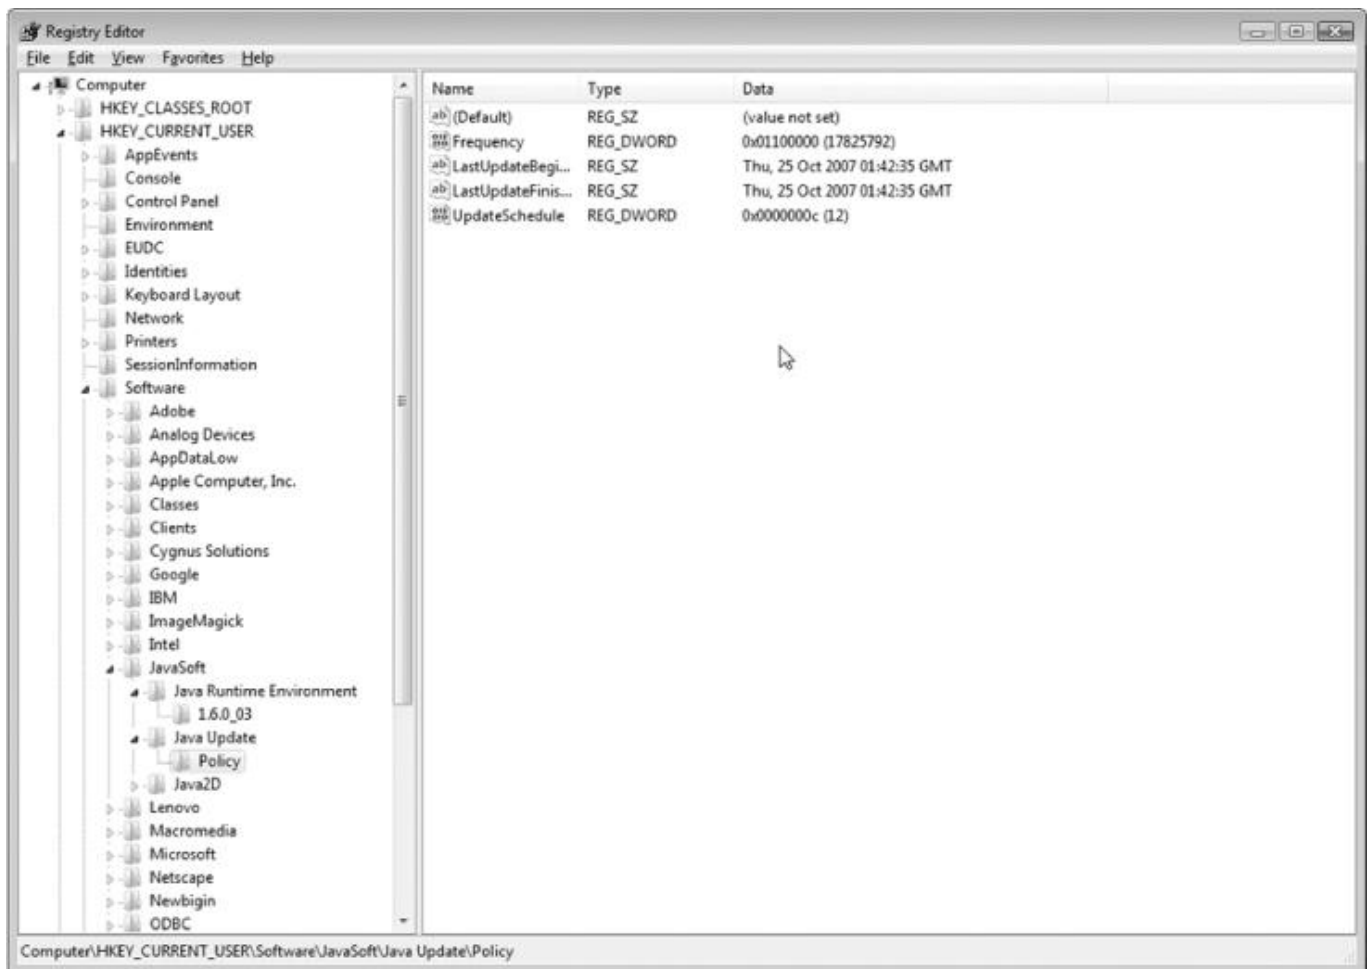 Registry Editor
File Edit View Favorites Help
Computer
HKEY_CLASSES_ROOT
HKEY_CURRENT_USER
AppEvents
Console
Control Panel
Environment
EUDC
Identities
Keyboard Layout
Network
Printers
SessionInformation
Software
Adobe
Analog Devices
AppDataLow
Apple Computer, Inc.
Classes
Clients
Cygnus Solutions
Google
IBM
ImageMagick
Intel
JavaSoft
Java Runtime Environment
1.6.0_03
Java Update
Policy
Java2D
Lenovo
Macromedia
Microsoft
Netscape
Newbigin
ODBC
Name Type Data
(Default) REG_SZ (value not set)
Frequency REG_DWORD 0x01100000 (17825792)
LastUpdateBegi... REG_SZ Thu, 25 Oct 2007 01:42:35 GMT
LastUpdateFinis... REG_SZ Thu, 25 Oct 2007 01:42:35 GMT
UpdateSchedule REG_DWORD 0x0000000c (12)
Computer\HKEY_CURRENT_USER\Software\JavaSoft\Java Update\Policy